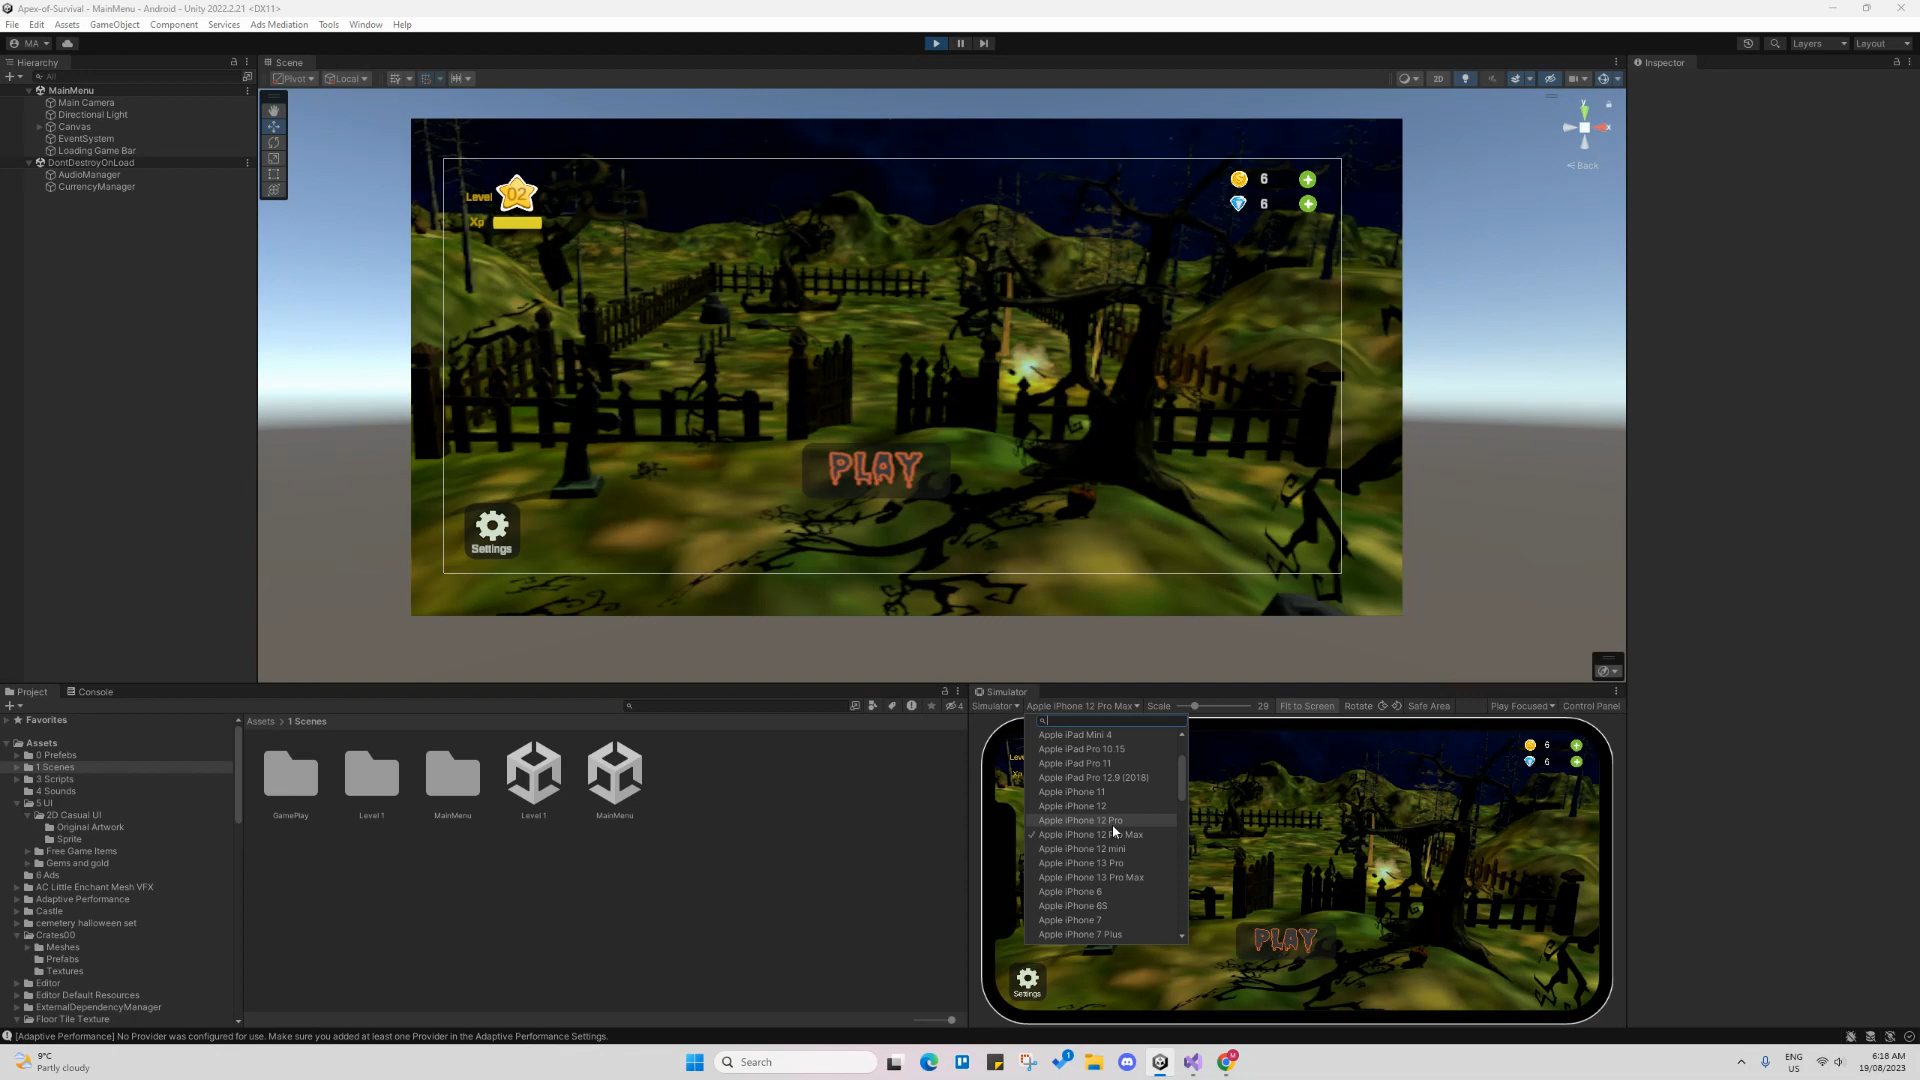 Apex-of-Survival - MainMenu - Android - Unity 2022.2.21 <DX11>
File Edit Assets GameObject Component Services Ads Mediation Tools Window Help
MA
Layers Layout
Hierarchy
All
MainMenu
Main Camera
Directional Light
Canvas
EventSystem
Loading Game Bar
DontDestroyOnLoad
AudioManager
CurrencyManager
Scene
Pivot Local
2D
Level 02
Xp
6
6
PLAY
Settings
y
x
Back
Inspector
Project Console
Favorites
Assets
0 Prefebs
1 Scenes
3 Scripts
4 Sounds
5 UI
2D Casual UI
Original Artwork
Sprite
Free Game Items
Gems and gold
6 Ads
AC Little Enchant Mesh VFX
Adaptive Performance
Castle
cemetery halloween set
Crates00
Meshes
Prefabs
Textures
Editor
Editor Default Resources
ExternalDependencyManager
Floor Tile Texture
4
Assets > 1 Scenes
GamePlay Level 1 MainMenu Level 1 MainMenu
Simulator
Simulator Apple iPhone 12 Pro Max Scale 29 Fit to Screen Rotate Safe Area Play Focused Control Panel
Apple iPad Mini 4
Apple iPad Pro 10.15
Apple iPad Pro 11
Apple iPad Pro 12.9 (2018)
Apple iPhone 11
Apple iPhone 12
Apple iPhone 12 Pro
Apple iPhone 12 Pro Max
Apple iPhone 12 mini
Apple iPhone 13 Pro
Apple iPhone 13 Pro Max
Apple iPhone 6
Apple iPhone 6S
Apple iPhone 7
Apple iPhone 7 Plus
6
6
PLAY
Settings
[Adaptive Performance] No Provider was configured for use. Make sure you added at least one Provider in the Adaptive Performance Settings.
9°C
Partly cloudy
Search
1
M
ENG
US
6:18 AM
19/08/2023